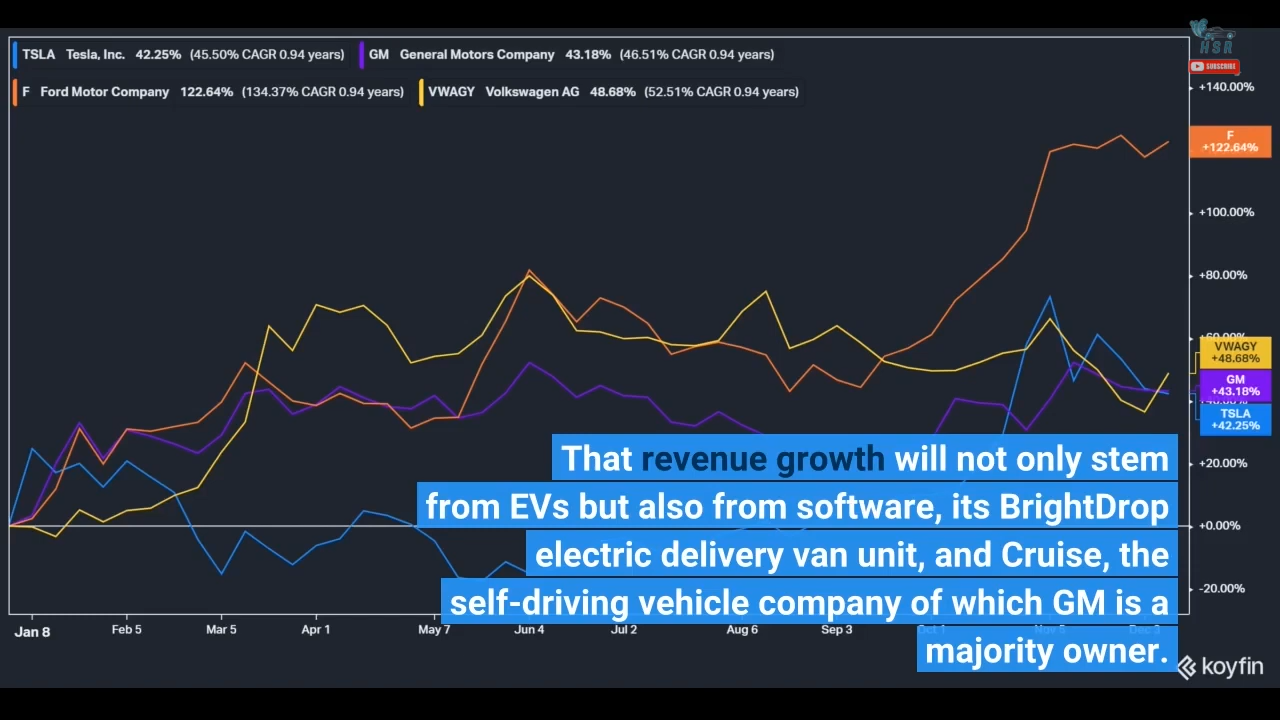 TSLA Tesla, Inc. 42.25% (45.50% CAGR 0.94 years) GM General Motors Company 43.18% (46.51% CAGR 0.94 years)
F Ford Motor Company 122.64% (134.37% CAGR 0.94 years) VWAGY Volkswagen AG 48.68% (52.51% CAGR 0.94 years)
HSR
SUBSCRIBE
+140.00%
F
+122.64%
+100.00%
+80.00%
VWAGY
+48.68%
GM
+43.18%
TSLA
+42.25%
+20.00%
+0.00%
-20.00%
That revenue growth will not only stem
from EVs but also from software, its BrightDrop
electric delivery van unit, and Cruise, the
self-driving vehicle company of which GM is a
majority owner.
Jan 8 Feb 5 Mar 5 Apr 1 May 7 Jun 4 Jul 2 Aug 6 Sep 3 Oct 1 Nov 5 Dec 3
koyfin